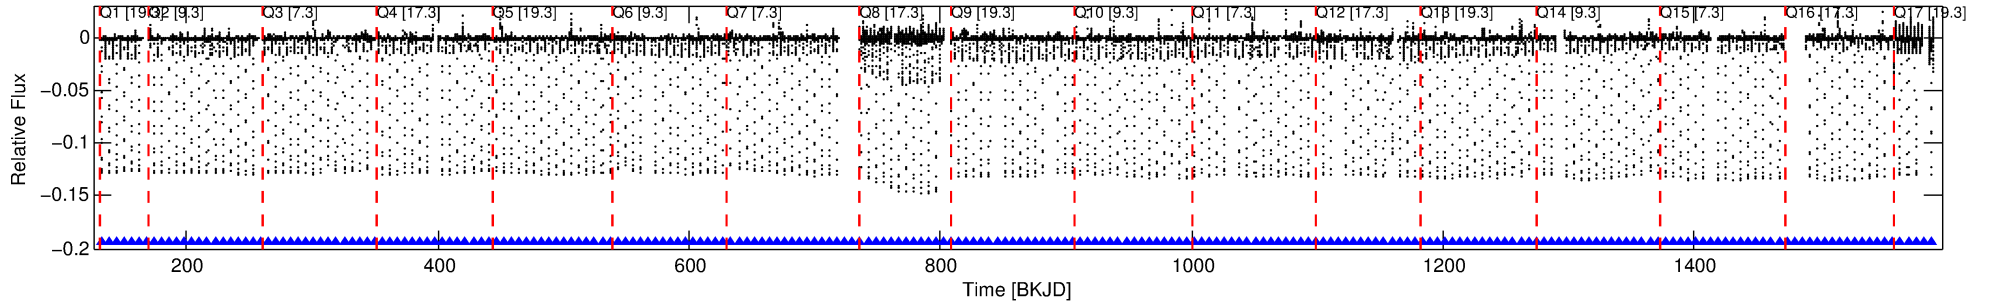 Q1 [19.3] Q2 [9.3] Q3 [7.3] Q4 [17.3] Q5 [19.3] Q6 [9.3] Q7 [7.3] Q8 [17.3] Q9 [19.3] Q10 [9.3] Q11 [7.3] Q12 [17.3] Q13 [19.3] Q14 [9.3] Q15 [7.3] Q16 [17.3] Q17 [19.3]
0
−0.05
−0.1
−0.15
−0.2
Relative Flux
200 400 600 800 1000 1200 1400
Time [BKJD]